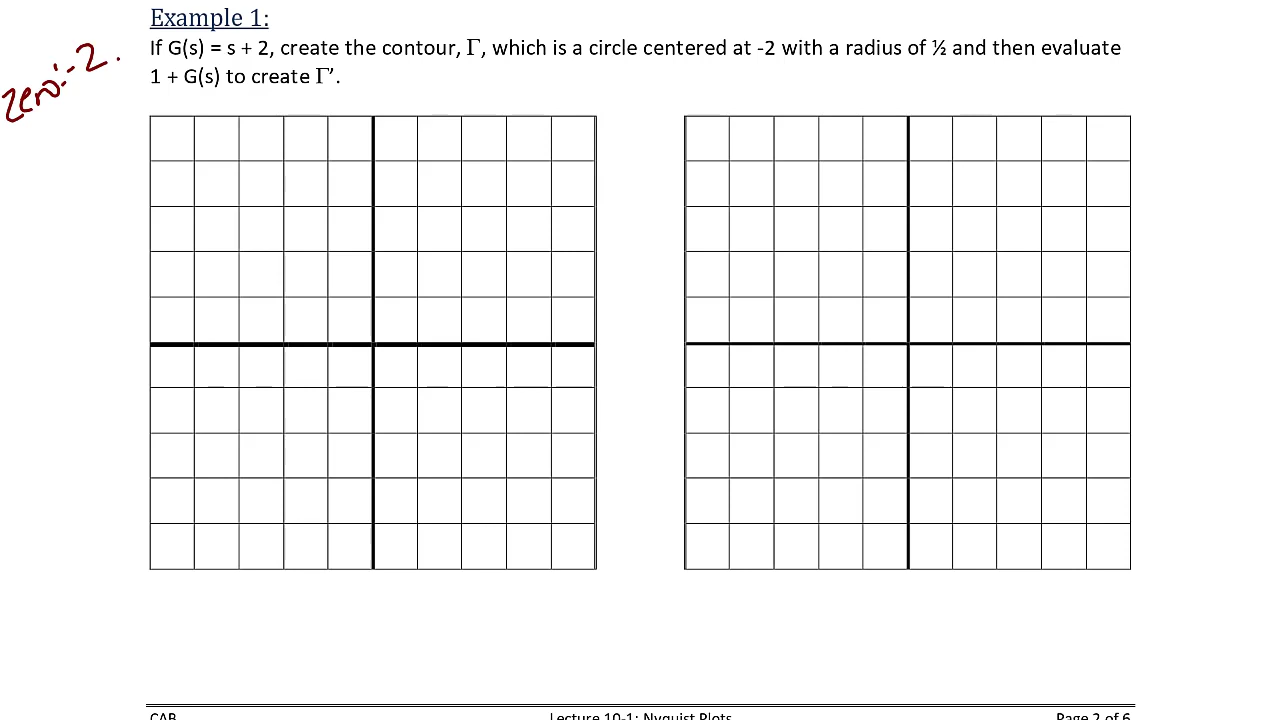 Example 1:
If G(s) = s + 2, create the contour, Γ, which is a circle centered at -2 with a radius of ½ and then evaluate
1 + G(s) to create Γ’.
zero: -2.
CAB
Lecture 10-1: Nyquist Plots
Page 2 of 6